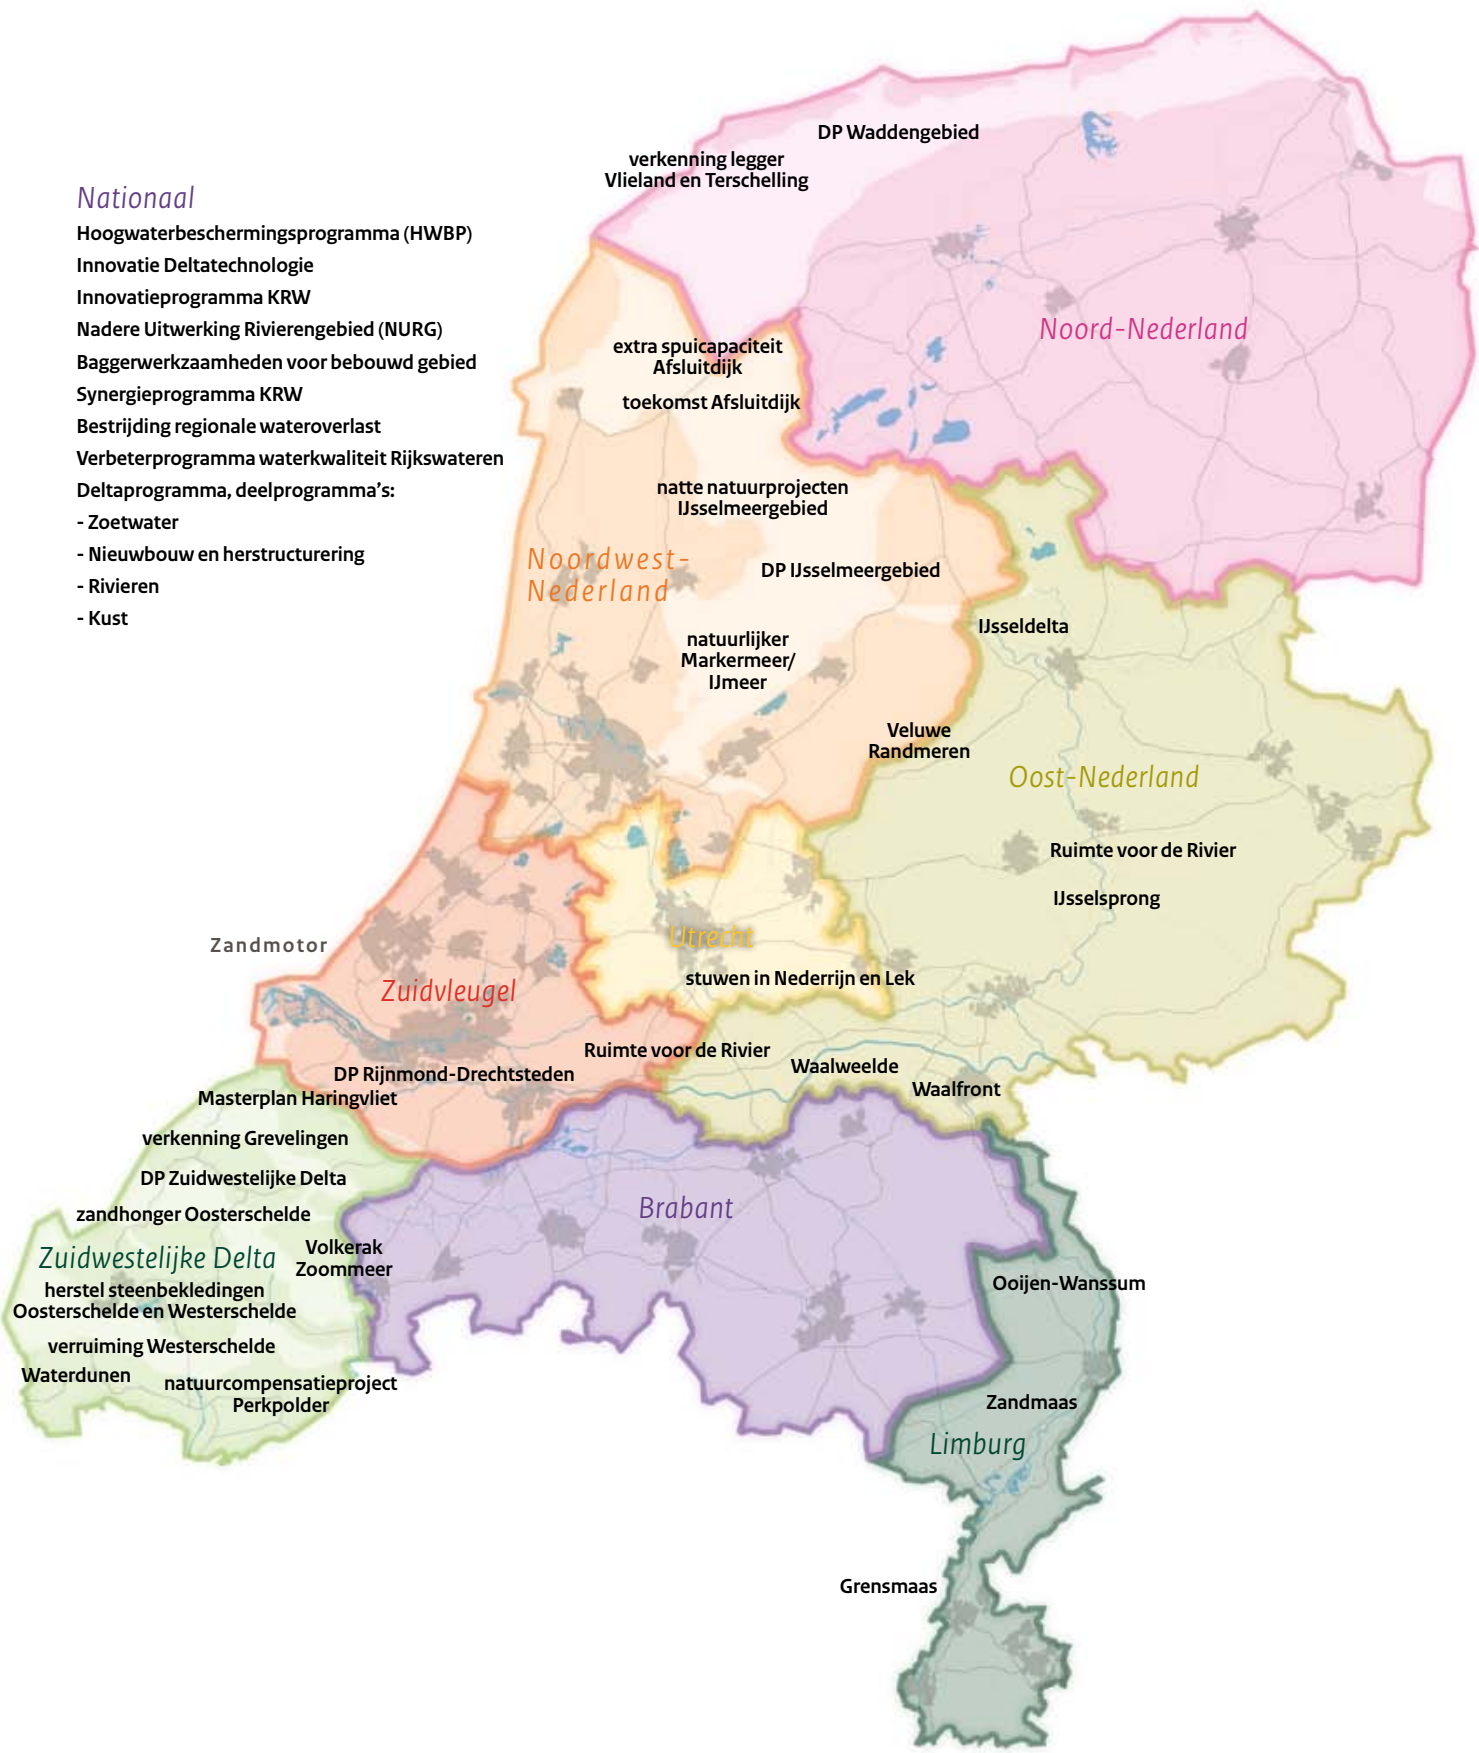 Nationaal
Hoogwaterbeschermingsprogramma (HWBP)
Innovatie Deltatechnologie
Innovatieprogramma KRW
Nadere Uitwerking Rivierengebied (NURG)
Baggerwerkzaamheden voor bebouwd gebied
Synergieprogramma KRW
Bestrijding regionale wateroverlast
Verbeterprogramma waterkwaliteit Rijkswateren
Deltaprogramma, deelprogramma's:
- Zoetwater
- Nieuwbouw en herstructurering
- Rivieren
- Kust
DP Waddengebied
verkenning legger
Vlieland en Terschelling
Noord-Nederland
extra spuicapaciteit
Afsluitdijk
toekomst Afsluitdijk
natte natuurprojecten
IJsselmeergebied
Noordwest-
Nederland
DP IJsselmeergebied
IJsseldelta
natuurlijker
Markermeer/
IJmeer
Veluwe
Randmeren
Oost-Nederland
Ruimte voor de Rivier
IJsselsprong
Zandmotor
Utrecht
stuwen in Nederrijn en Lek
Zuidvleugel
Ruimte voor de Rivier
Waalweelde
DP Rijnmond-Drechtsteden
Waalfront
Masterplan Haringvliet
verkenning Grevelingen
DP Zuidwestelijke Delta
zandhonger Oosterschelde
Brabant
Zuidwestelijke Delta
Volkerak
Zoommeer
herstel steenbekledingen
Oosterschelde en Westerschelde
Ooijen-Wanssum
verruiming Westerschelde
Waterdunen
natuurcompensatieproject
Perkpolder
Zandmaas
Limburg
Grensmaas